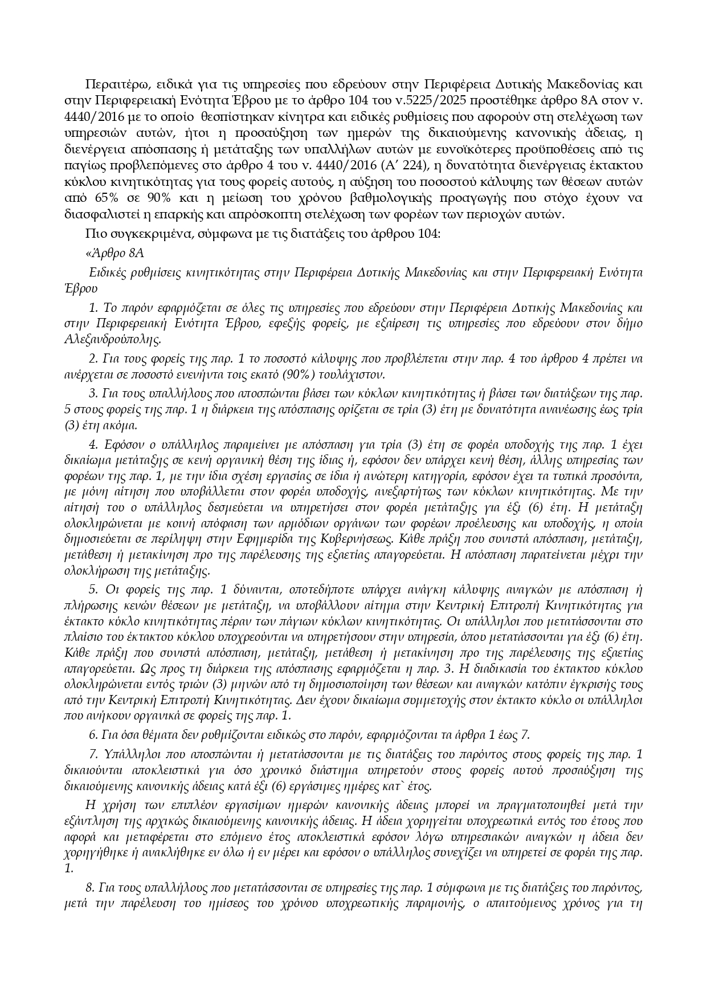 Περαιτέρω, ειδικά για τις υπηρεσίες που εδρεύουν στην Περιφέρεια Δυτικής Μακεδονίας και
στην Περιφερειακή Ενότητα Έβρου με το άρθρο 104 του ν.5225/2025 προστέθηκε άρθρο 8Α στον ν.
4440/2016 με το οποίο  θεσπίστηκαν κίνητρα και ειδικές ρυθμίσεις που αφορούν στη στελέχωση των
υπηρεσιών αυτών, ήτοι η προσαύξηση των ημερών της δικαιούμενης κανονικής άδειας, η
διενέργεια απόσπασης ή μετάταξης των υπαλλήλων αυτών με ευνοϊκότερες προϋποθέσεις από τις
παγίως προβλεπόμενες στο άρθρο 4 του ν. 4440/2016 (Α’ 224), η δυνατότητα διενέργειας έκτακτου
κύκλου κινητικότητας για τους φορείς αυτούς, η αύξηση του ποσοστού κάλυψης των θέσεων αυτών
από 65% σε 90% και η μείωση του χρόνου βαθμολογικής προαγωγής που στόχο έχουν να
διασφαλιστεί η επαρκής και απρόσκοπτη στελέχωση των φορέων των περιοχών αυτών.
Πιο συγκεκριμένα, σύμφωνα με τις διατάξεις του άρθρου 104:
«Άρθρο 8Α
Ειδικές ρυθμίσεις κινητικότητας στην Περιφέρεια Δυτικής Μακεδονίας και στην Περιφερειακή Ενότητα
Έβρου
1. Το παρόν εφαρμόζεται σε όλες τις υπηρεσίες που εδρεύουν στην Περιφέρεια Δυτικής Μακεδονίας και
στην Περιφερειακή Ενότητα Έβρου, εφεξής φορείς, με εξαίρεση τις υπηρεσίες που εδρεύουν στον δήμο
Αλεξανδρούπολης.
2. Για τους φορείς της παρ. 1 το ποσοστό κάλυψης που προβλέπεται στην παρ. 4 του άρθρου 4 πρέπει να
ανέρχεται σε ποσοστό ενενήντα τοις εκατό (90%) τουλάχιστον.
3. Για τους υπαλλήλους που αποσπώνται βάσει των κύκλων κινητικότητας ή βάσει των διατάξεων της παρ.
5 στους φορείς της παρ. 1 η διάρκεια της απόσπασης ορίζεται σε τρία (3) έτη με δυνατότητα ανανέωσης έως τρία
(3) έτη ακόμα.
4. Εφόσον ο υπάλληλος παραμείνει με απόσπαση για τρία (3) έτη σε φορέα υποδοχής της παρ. 1 έχει
δικαίωμα μετάταξης σε κενή οργανική θέση της ίδιας ή, εφόσον δεν υπάρχει κενή θέση, άλλης υπηρεσίας των
φορέων της παρ. 1, με την ίδια σχέση εργασίας σε ίδια ή ανώτερη κατηγορία, εφόσον έχει τα τυπικά προσόντα,
με μόνη αίτηση που υποβάλλεται στον φορέα υποδοχής, ανεξαρτήτως των κύκλων κινητικότητας. Με την
αίτησή του ο υπάλληλος δεσμεύεται να υπηρετήσει στον φορέα μετάταξης για έξι (6) έτη. Η μετάταξη
ολοκληρώνεται με κοινή απόφαση των αρμόδιων οργάνων των φορέων προέλευσης και υποδοχής, η οποία
δημοσιεύεται σε περίληψη στην Εφημερίδα της Κυβερνήσεως. Κάθε πράξη που συνιστά απόσπαση, μετάταξη,
μετάθεση ή μετακίνηση προ της παρέλευσης της εξαετίας απαγορεύεται. Η απόσπαση παρατείνεται μέχρι την
ολοκλήρωση της μετάταξης.
5. Οι φορείς της παρ. 1 δύνανται, οποτεδήποτε υπάρχει ανάγκη κάλυψης αναγκών με απόσπαση ή
πλήρωσης κενών θέσεων με μετάταξη, να υποβάλλουν αίτημα στην Κεντρική Επιτροπή Κινητικότητας για
έκτακτο κύκλο κινητικότητας πέραν των πάγιων κύκλων κινητικότητας. Οι υπάλληλοι που μετατάσσονται στο
πλαίσιο του έκτακτου κύκλου υποχρεούνται να υπηρετήσουν στην υπηρεσία, όπου μετατάσσονται για έξι (6) έτη.
Κάθε πράξη που συνιστά απόσπαση, μετάταξη, μετάθεση ή μετακίνηση προ της παρέλευσης της εξαετίας
απαγορεύεται. Ως προς τη διάρκεια της απόσπασης εφαρμόζεται η παρ. 3. Η διαδικασία του έκτακτου κύκλου
ολοκληρώνεται εντός τριών (3) μηνών από τη δημοσιοποίηση των θέσεων και αναγκών κατόπιν έγκρισής τους
από την Κεντρική Επιτροπή Κινητικότητας. Δεν έχουν δικαίωμα συμμετοχής στον έκτακτο κύκλο οι υπάλληλοι
που ανήκουν οργανικά σε φορείς της παρ. 1.
6. Για όσα θέματα δεν ρυθμίζονται ειδικώς στο παρόν, εφαρμόζονται τα άρθρα 1 έως 7.
7. Υπάλληλοι που αποσπώνται ή μετατάσσονται με τις διατάξεις του παρόντος στους φορείς της παρ. 1
δικαιούνται αποκλειστικά για όσο χρονικό διάστημα υπηρετούν στους φορείς αυτού προσαύξηση της
δικαιούμενης κανονικής άδειας κατά έξι (6) εργάσιμες ημέρες κατ` έτος.
Η χρήση των επιπλέον εργασίμων ημερών κανονικής άδειας μπορεί να πραγματοποιηθεί μετά την
εξάντληση της αρχικώς δικαιούμενης κανονικής άδειας. Η άδεια χορηγείται υποχρεωτικά εντός του έτους που
αφορά και μεταφέρεται στο επόμενο έτος αποκλειστικά εφόσον λόγω υπηρεσιακών αναγκών η άδεια δεν
χορηγήθηκε ή ανακλήθηκε εν όλω ή εν μέρει και εφόσον ο υπάλληλος συνεχίζει να υπηρετεί σε φορέα της παρ.
1.
8. Για τους υπαλλήλους που μετατάσσονται σε υπηρεσίες της παρ. 1 σύμφωνα με τις διατάξεις του παρόντος,
μετά την παρέλευση του ημίσεος του χρόνου υποχρεωτικής παραμονής, ο απαιτούμενος χρόνος για τη